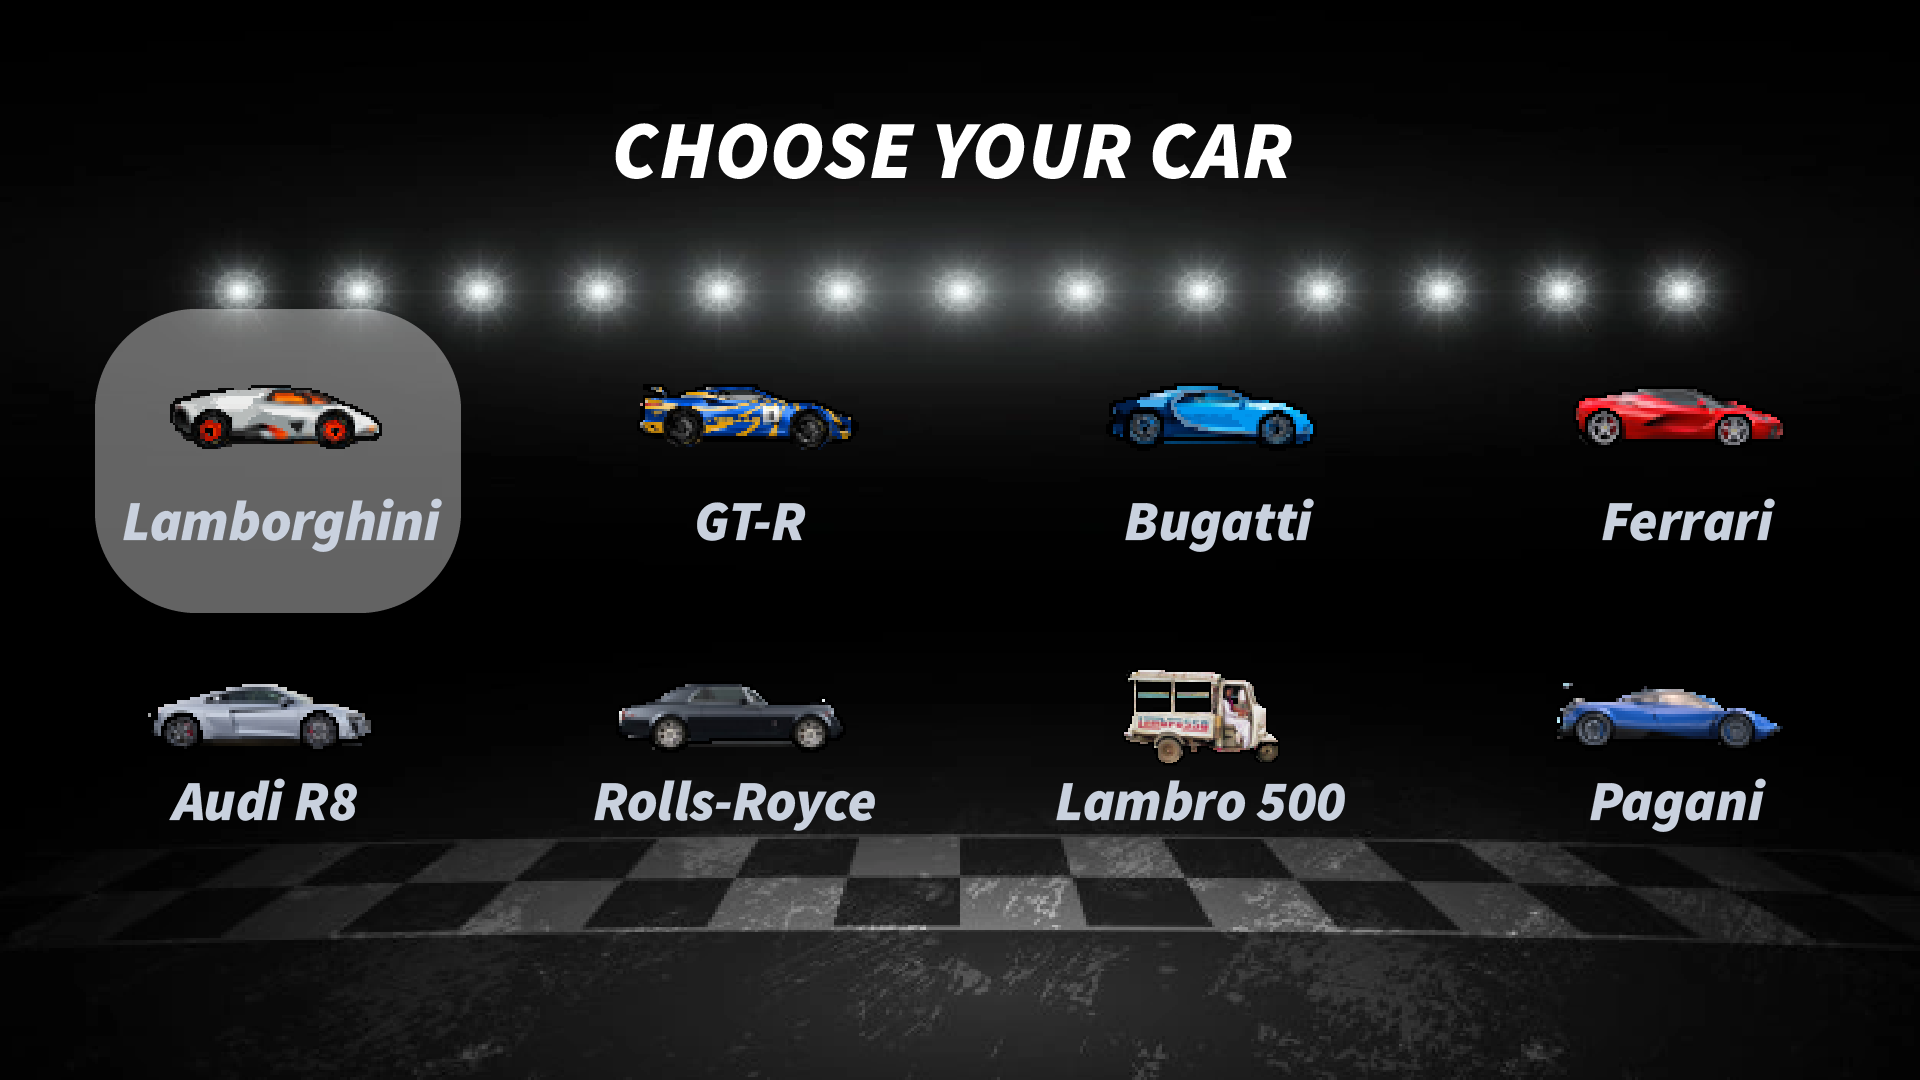 CHOOSE YOUR CAR
Lamborghini
GT-R
Bugatti
Ferrari
Audi R8
Rolls-Royce
Lambro 500
Pagani